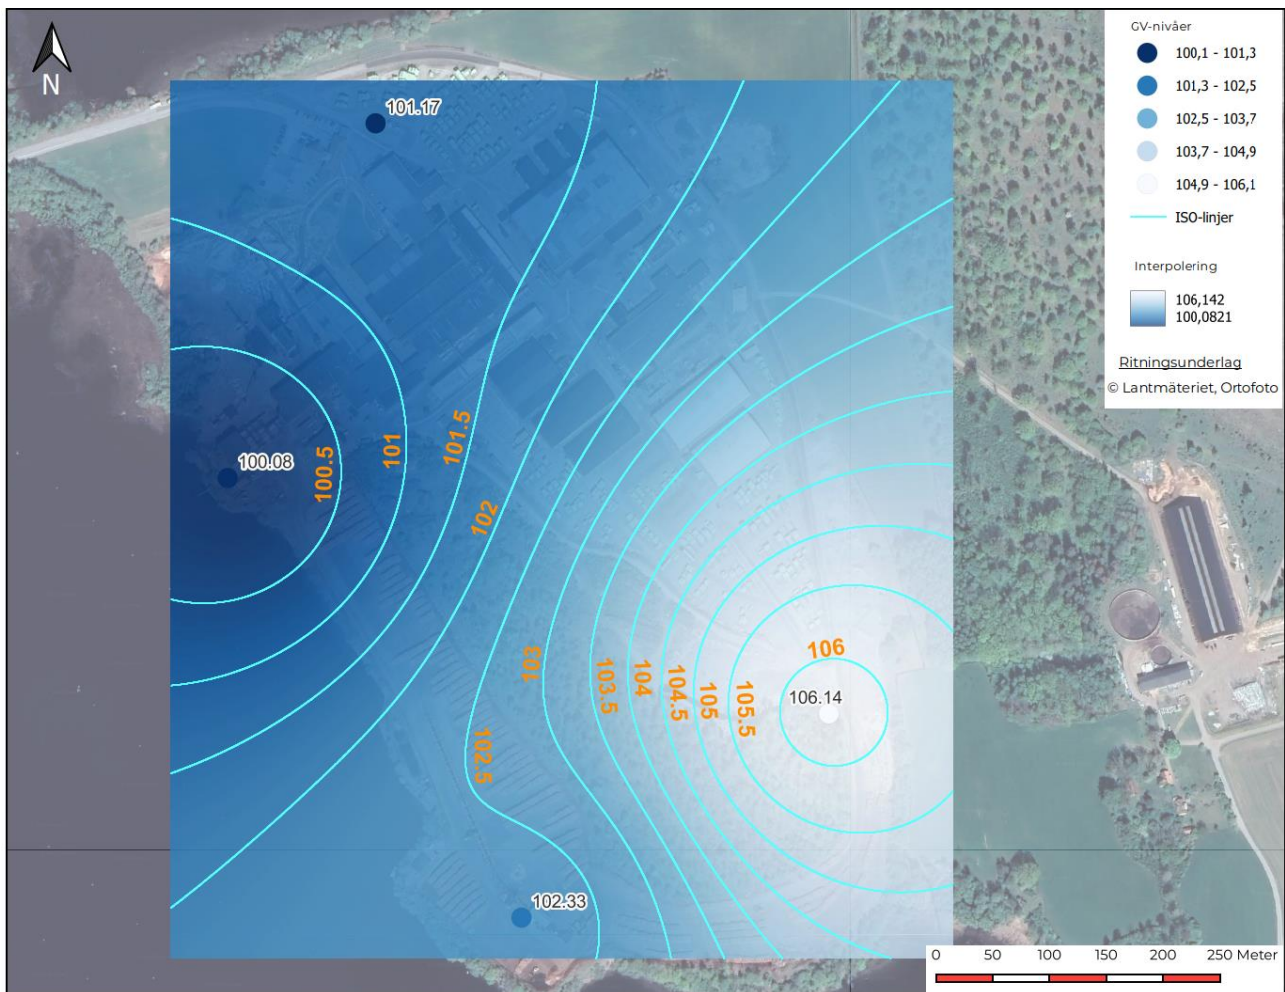 N
101.17
100.08
100.5
101
101.5
102
102.5
103
103.5
104
104.5
105
105.5
106
106.14
102.33
GV-nivåer
100,1 - 101,3
101,3 - 102,5
102,5 - 103,7
103,7 - 104,9
104,9 - 106,1
ISO-linjer
Interpolering
106,142
100,0821
Ritningsunderlag
© Lantmäteriet, Ortofoto
0 50 100 150 200 250 Meter